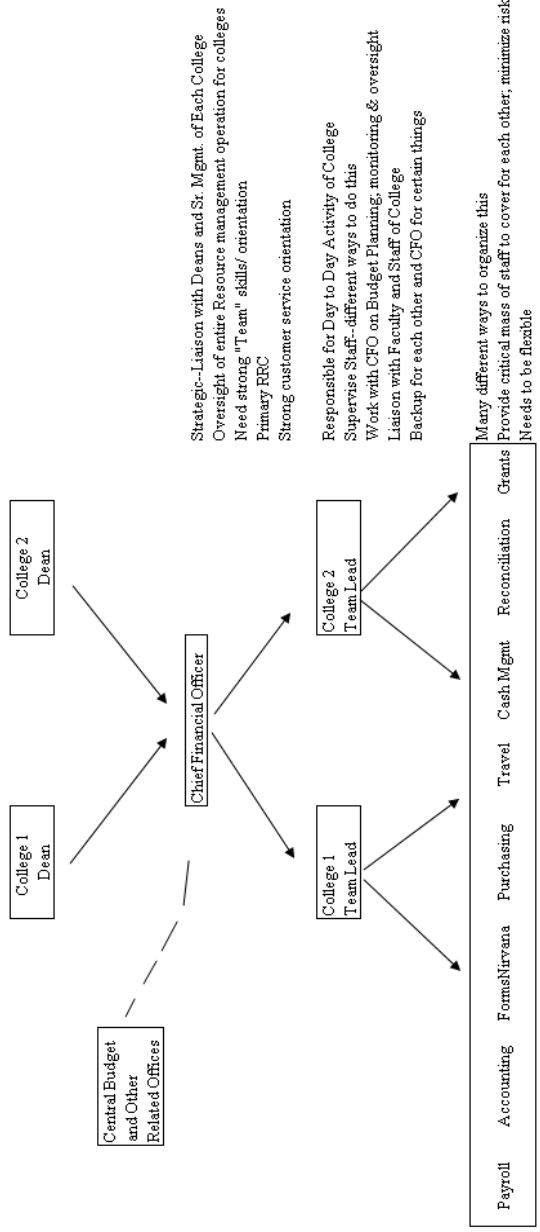 College 1
Dean
College 2
Dean
Central Budget
and Other
Related Offices
Chief Financial Officer
Strategic--Liaison with Deans and Sr. Mgmt. of Each College
Oversight of entire Resource management operation for colleges
Need strong "Team" skills/ orientation
Primary RRC
Strong customer service orientation
College 1
Team Lead
College 2
Team Lead
Responsible for Day to Day Activity of College
Supervise Staff--different ways to do this
Work with CFO on Budget Planning; monitoring & oversight
Liaison with Faculty and Staff of College
Backup for each other and CFO for certain things
Payroll Accounting FormsNirvana Purchasing Travel Cash Mgmt Reconciliation Grants
Many different ways to organize this
Provide critical mass of staff to cover for each other; minimize risk
Needs to be flexible